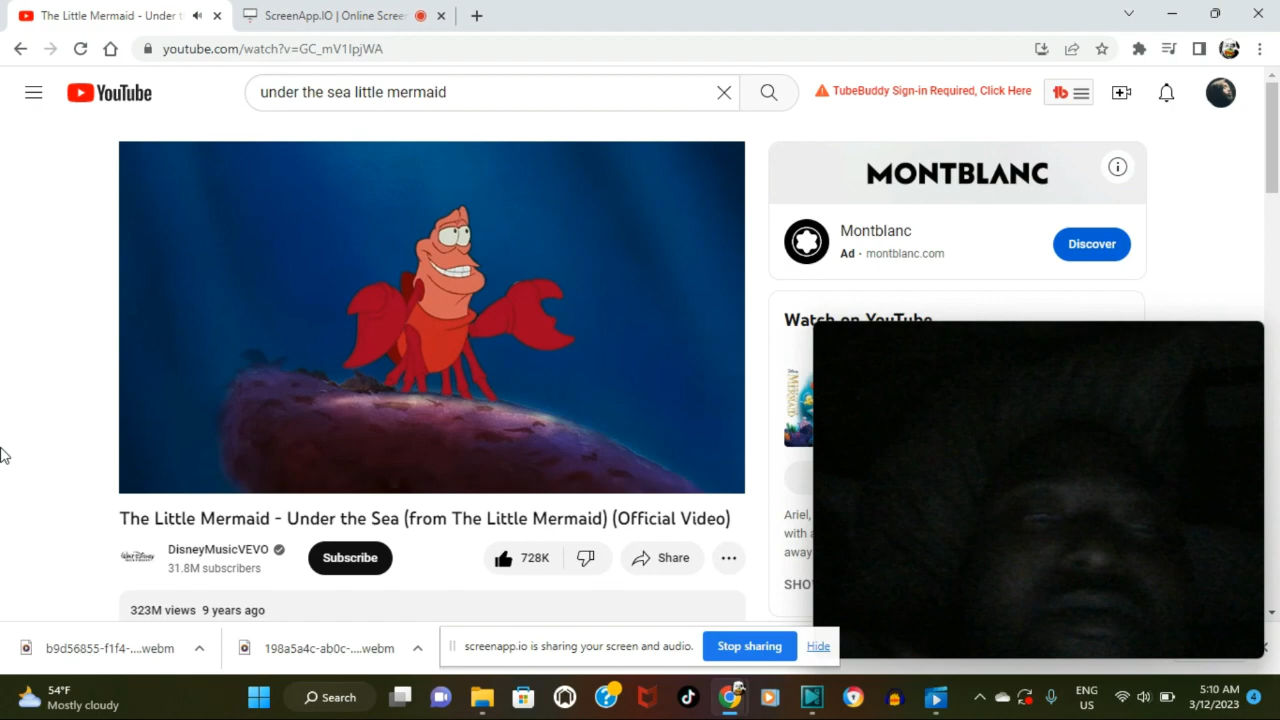 The Little Mermaid - Under t
ScreenApp.IO | Online Scree
youtube.com/watch?v=GC_mV1IpjWA
YouTube
under the sea little mermaid
TubeBuddy Sign-in Required, Click Here
tb
MONTBLANC
Montblanc
Ad · montblanc.com
Discover
Watch on YouTube
MERMAID
The Little Mermaid - Under the Sea (from The Little Mermaid) (Official Video)
DisneyMusicVEVO
31.8M subscribers
Subscribe
728K
Share
Ariel,
with a
away
SHO
323M views 9 years ago
b9d56855-f1f4-....webm
198a5a4c-ab0c-....webm
screenapp.io is sharing your screen and audio.
Stop sharing
Hide
54°F
Mostly cloudy
Search
ENG
US
5:10 AM
3/12/2023
4